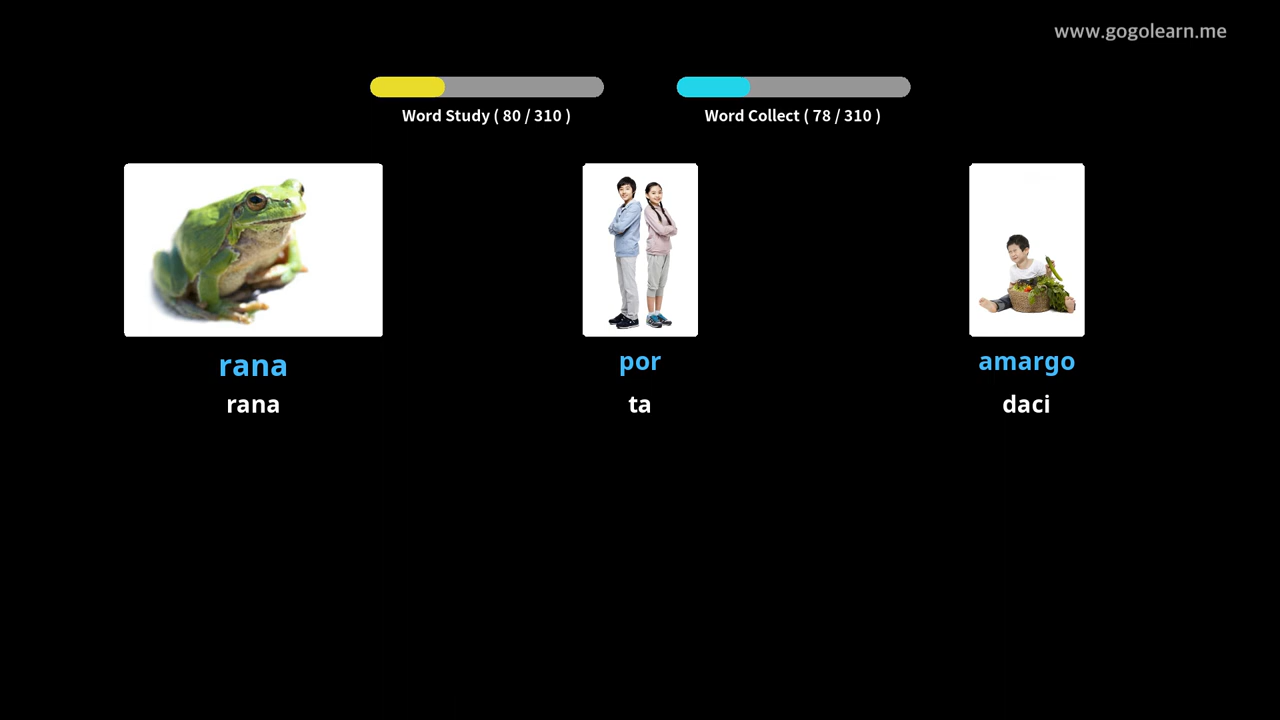 www.gogolearn.me
Word Study ( 80 / 310 )
Word Collect ( 78 / 310 )
rana
por
amargo
rana
ta
daci